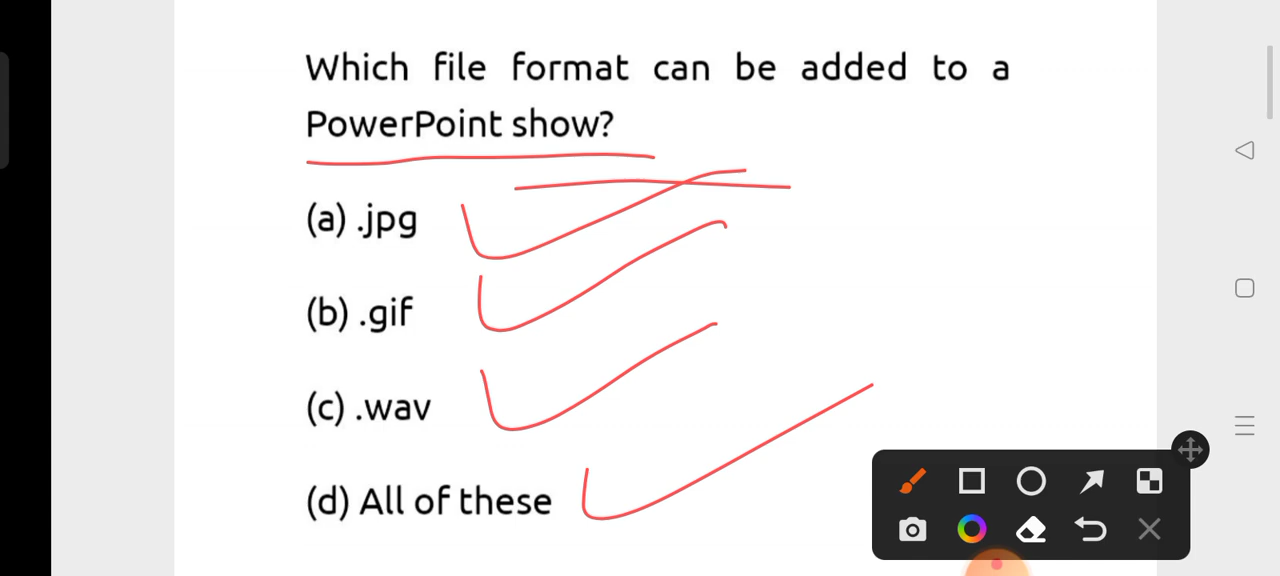 Which file format can be added to a
PowerPoint show?
(a) .jpg
(b) .gif
(c) .wav
(d) All of these